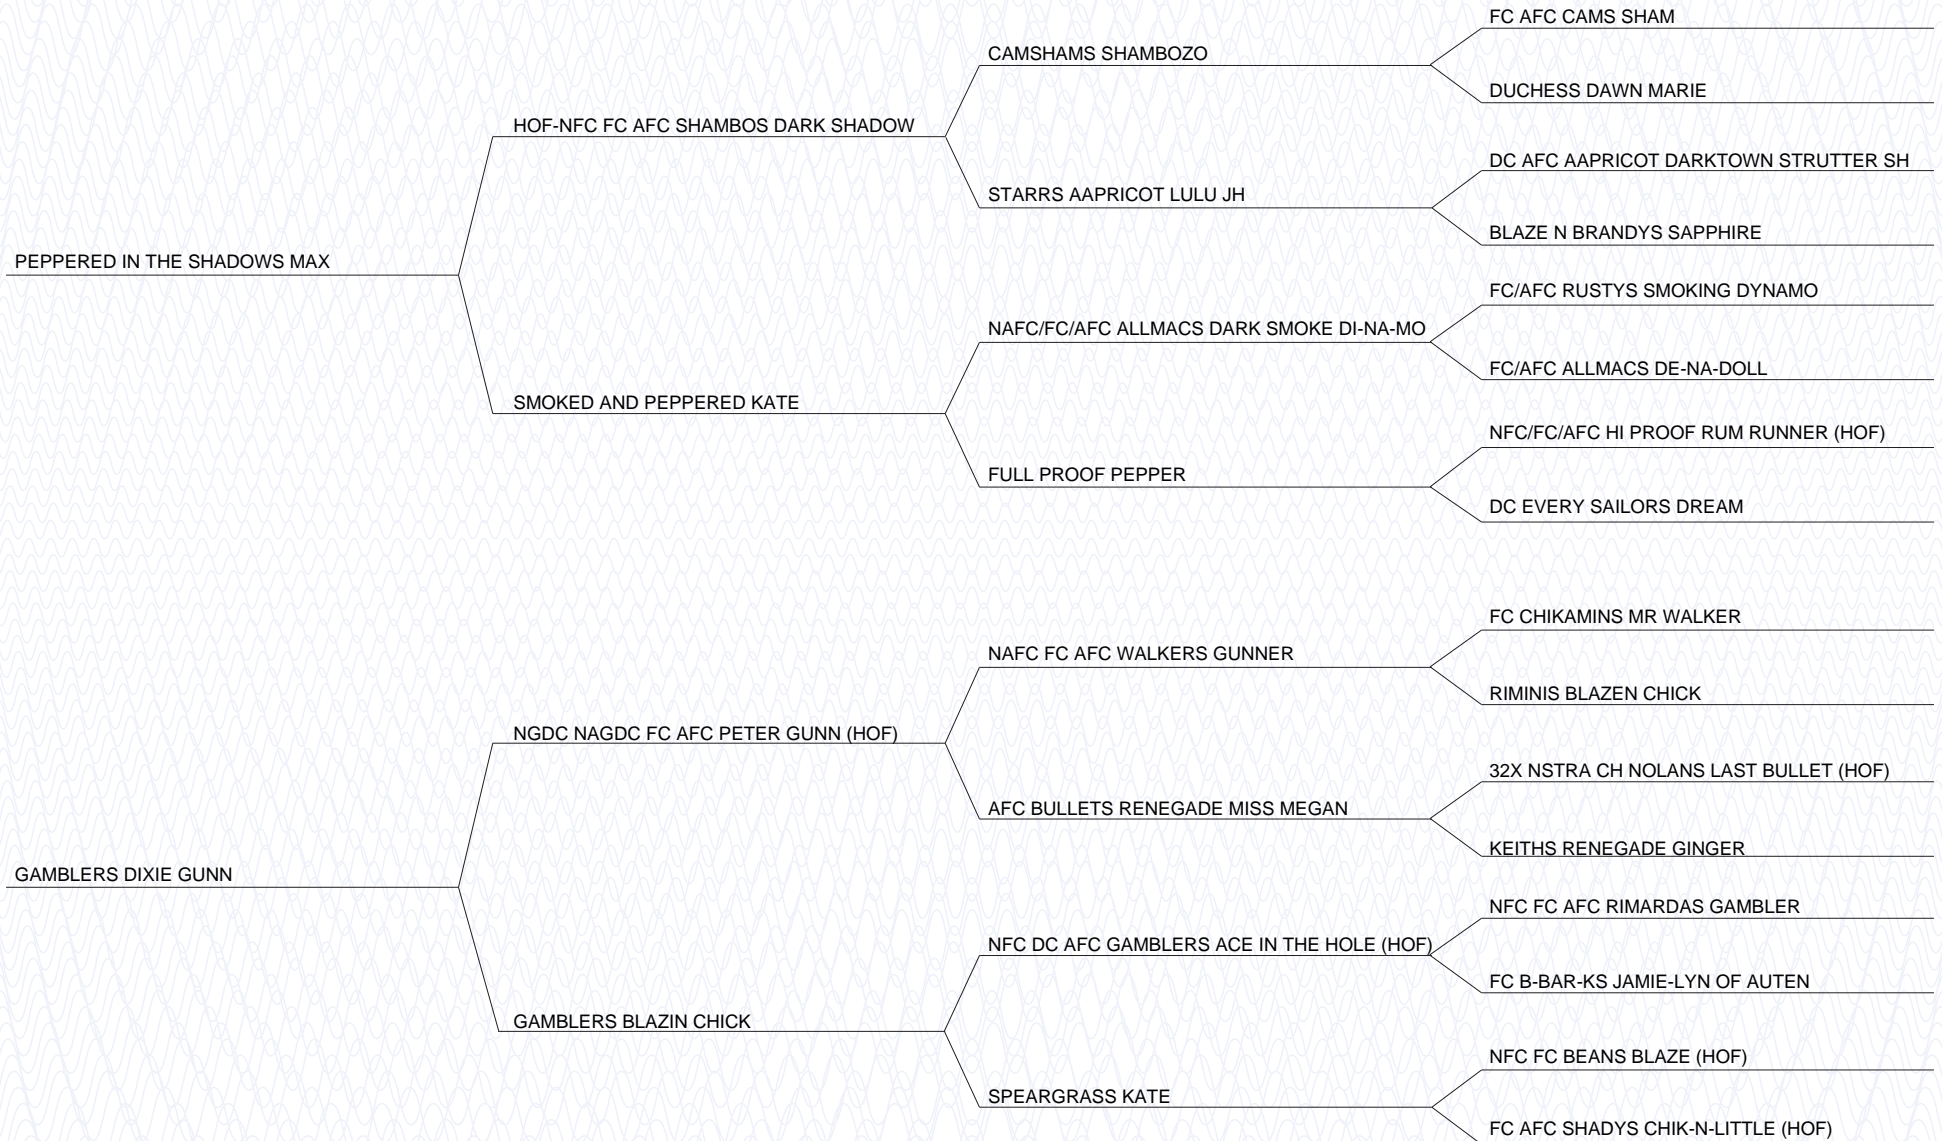 FC AFC CAMS SHAM
CAMSHAMS SHAMBOZO
DUCHESS DAWN MARIE
HOF-NFC FC AFC SHAMBOS DARK SHADOW
DC AFC AAPRICOT DARKTOWN STRUTTER SH
STARRS AAPRICOT LULU JH
BLAZE N BRANDYS SAPPHIRE
PEPPERED IN THE SHADOWS MAX
FC/AFC RUSTYS SMOKING DYNAMO
NAFC/FC/AFC ALLMACS DARK SMOKE DI-NA-MO
FC/AFC ALLMACS DE-NA-DOLL
SMOKED AND PEPPERED KATE
NFC/FC/AFC HI PROOF RUM RUNNER (HOF)
FULL PROOF PEPPER
DC EVERY SAILORS DREAM
FC CHIKAMINS MR WALKER
NAFC FC AFC WALKERS GUNNER
RIMINIS BLAZEN CHICK
NGDC NAGDC FC AFC PETER GUNN (HOF)
32X NSTRA CH NOLANS LAST BULLET (HOF)
AFC BULLETS RENEGADE MISS MEGAN
KEITHS RENEGADE GINGER
GAMBLERS DIXIE GUNN
NFC FC AFC RIMARDAS GAMBLER
NFC DC AFC GAMBLERS ACE IN THE HOLE (HOF)
FC B-BAR-KS JAMIE-LYN OF AUTEN
GAMBLERS BLAZIN CHICK
NFC FC BEANS BLAZE (HOF)
SPEARGRASS KATE
FC AFC SHADYS CHIK-N-LITTLE (HOF)